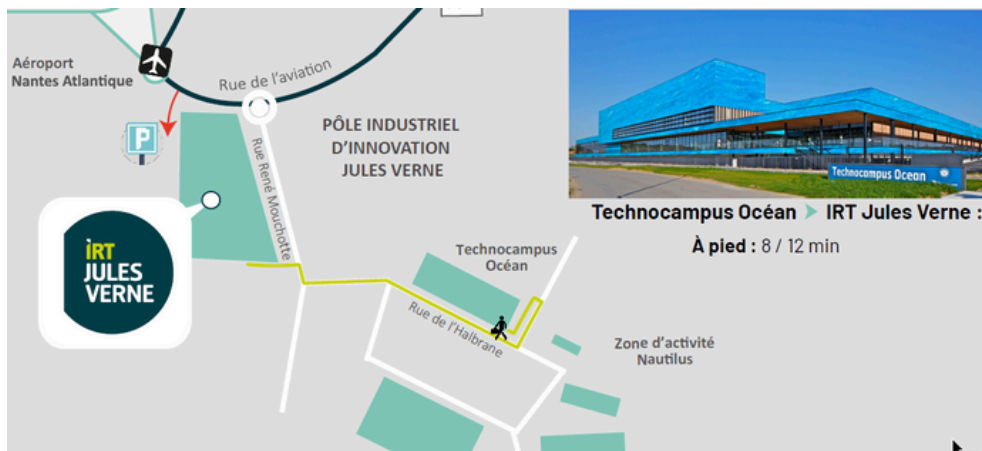 Aéroport
Nantes Atlantique
Rue de l'aviation
P
PÔLE INDUSTRIEL
D'INNOVATION
JULES VERNE
Rue René Mouchotte
iRT
JULES
VERNE
Technocampus
Océan
Rue de l'Halbrane
Zone d'activité
Nautilus
Technocampus Ocean
Technocampus Océan > IRT Jules Verne :
À pied : 8 / 12 min